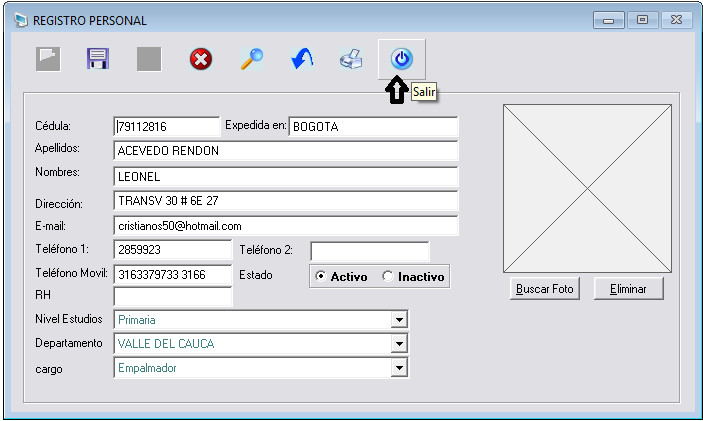 REGISTRO PERSONAL
Salir
Cédula: 79112816 Expedida en: BOGOTA
Apellidos: ACEVEDO RENDON
Nombres: LEONEL
Dirección: TRANSV 30 # 6E 27
E-mail: cristianos50@hotmail.com
Teléfono 1: 2859923 Teléfono 2:
Teléfono Movil: 3163379733 3166 Estado Activo Inactivo
RH
Buscar Foto Eliminar
Nivel Estudios Primaria
Departamento VALLE DEL CAUCA
cargo Empalmador